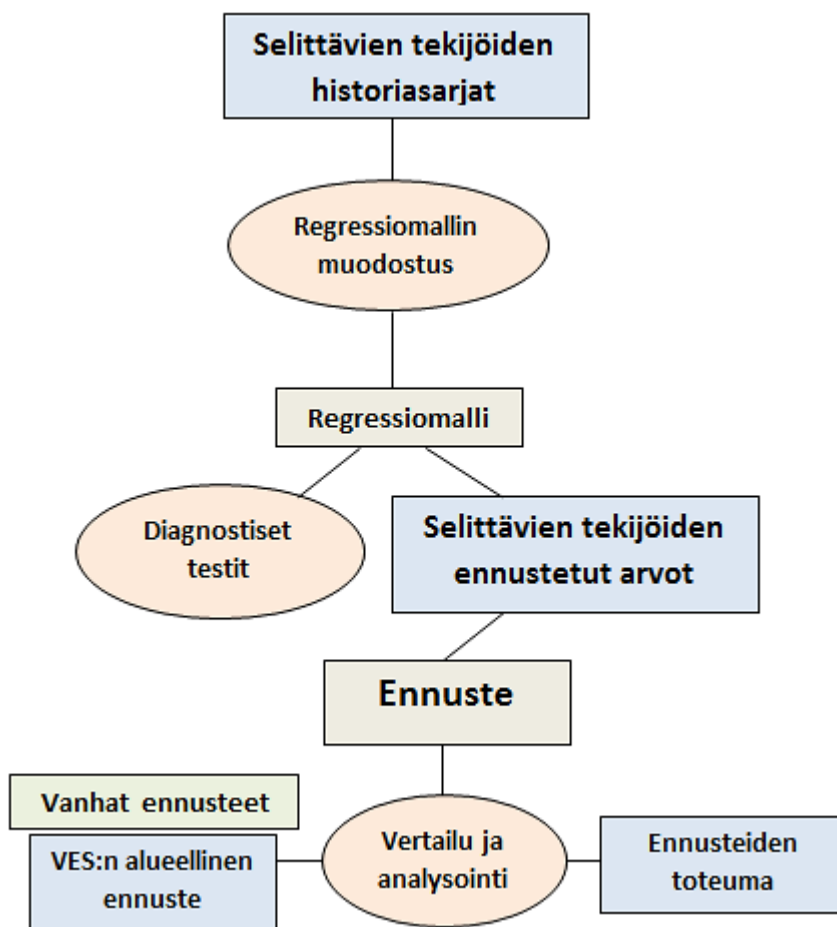 Selittävien tekijöiden
historiasarjat
Regressiomallin
muodostus
Regressiomalli
Diagnostiset
testit
Selittävien tekijöiden
ennustetut arvot
Ennuste
Vanhat ennusteet
VES:n alueellinen
ennuste
Vertailu ja
analysointi
Ennusteiden
toteuma